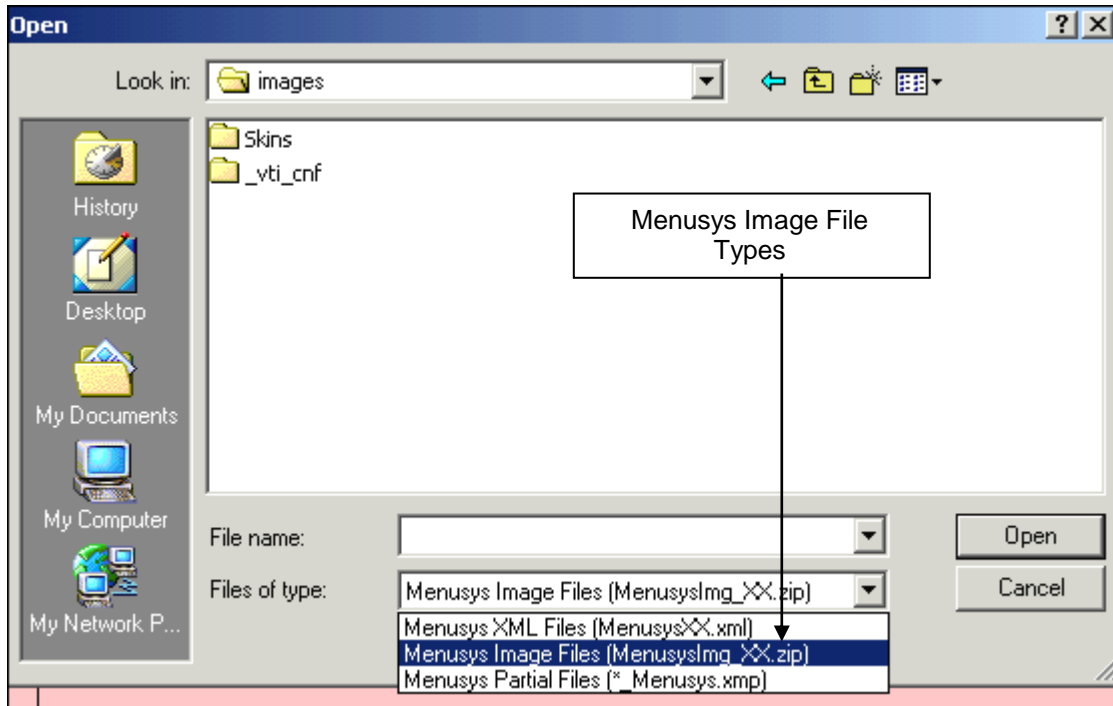 Open
Look in: images
Skins
_vti_cnf
Menusys Image File
Types
History
Desktop
My Documents
My Computer
My Network P...
File name:
Open
Files of type: Menusys Image Files (MenusysImg_XX.zip)
Cancel
Menusys XML Files (MenusysXX.xml)
Menusys Image Files (MenusysImg_XX.zip)
Menusys Partial Files (*_Menusys.xmp)